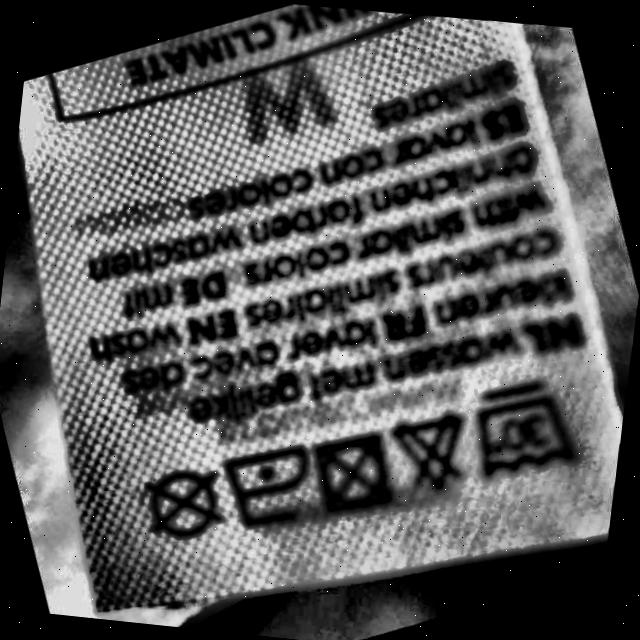 30
NL wassen met gelijke
kleuren FR laver avec des
couleurs similaires EN wash
with similar colors DE mit
ähnlichen farben waschen
ES lavar con colores
similares
CLIMATE